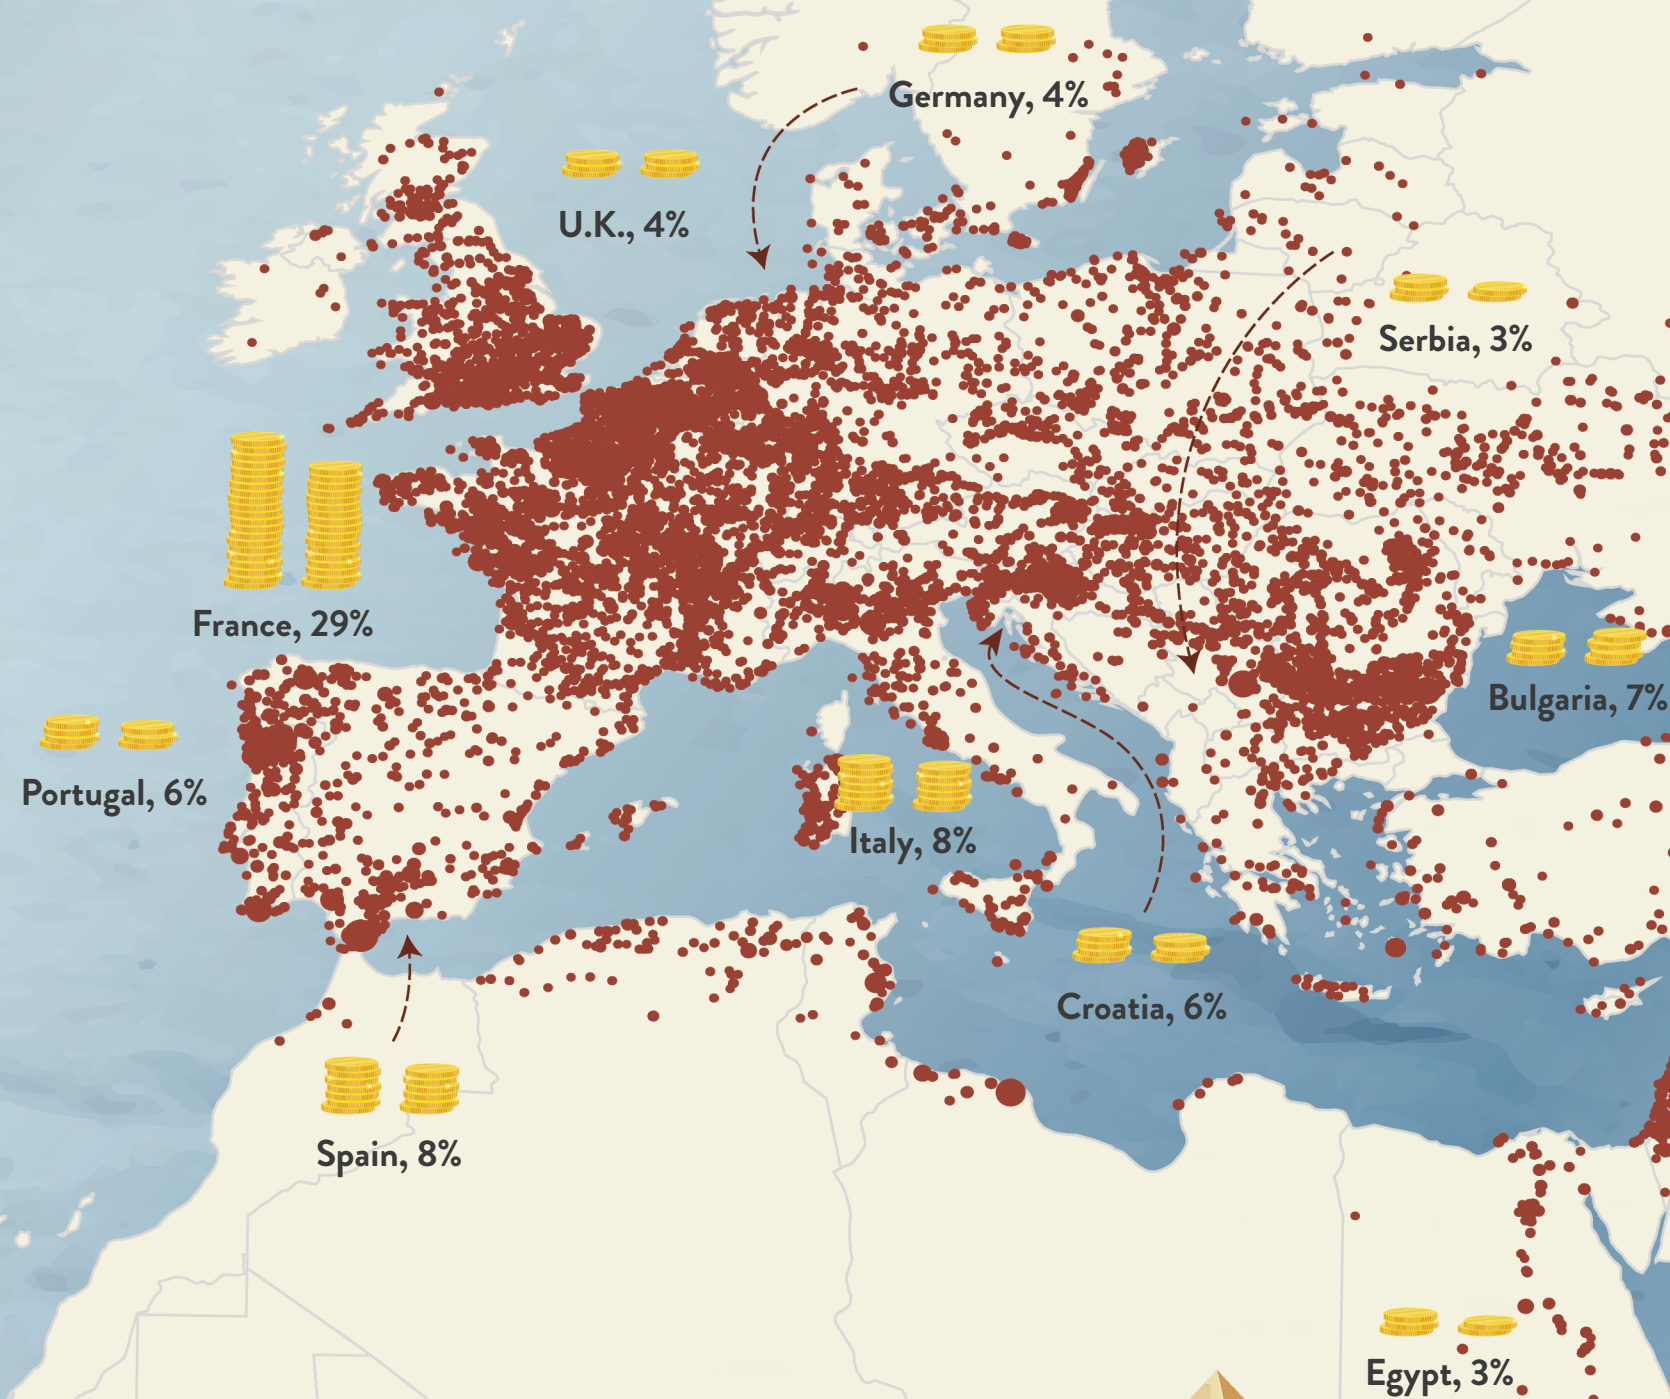 Germany, 4%
U.K., 4%
Serbia, 3%
France, 29%
Bulgaria, 7%
Portugal, 6%
Italy, 8%
Croatia, 6%
Spain, 8%
Egypt, 3%